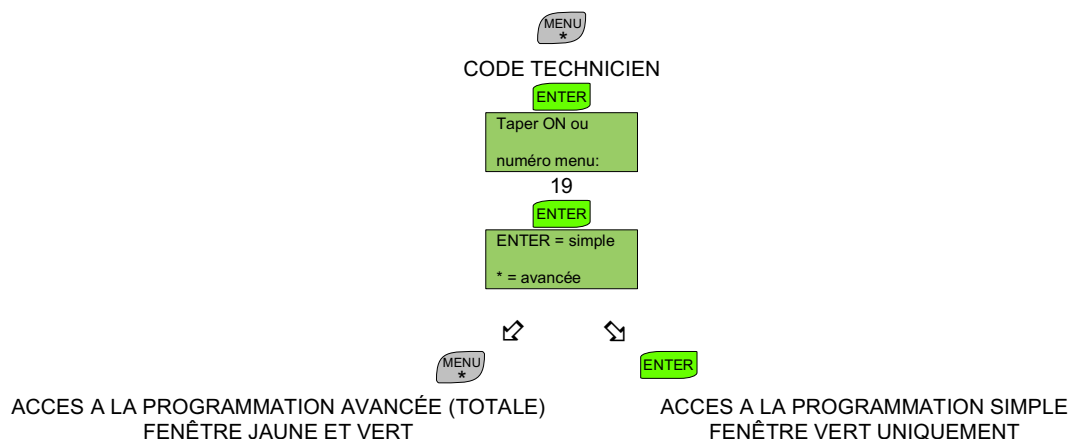 MENU
*
CODE TECHNICIEN
ENTER
Taper ON ou
numéro menu:
19
ENTER
ENTER = simple
* = avancée
MENU
*
ENTER
ACCES A LA PROGRAMMATION AVANCÉE (TOTALE)
FENÊTRE JAUNE ET VERT
ACCES A LA PROGRAMMATION SIMPLE
FENÊTRE VERT UNIQUEMENT